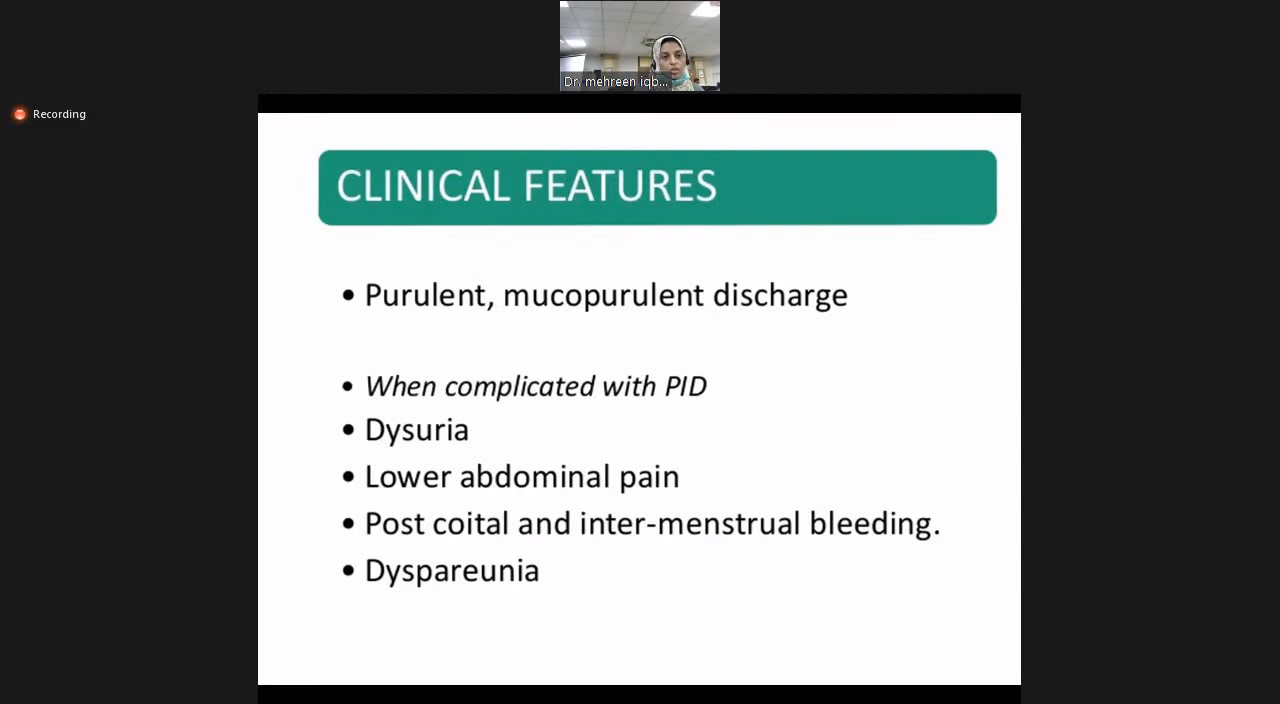 Dr. mehreen iqb...
Recording
CLINICAL FEATURES
• Purulent, mucopurulent discharge
• When complicated with PID
• Dysuria
• Lower abdominal pain
• Post coital and inter-menstrual bleeding.
• Dyspareunia